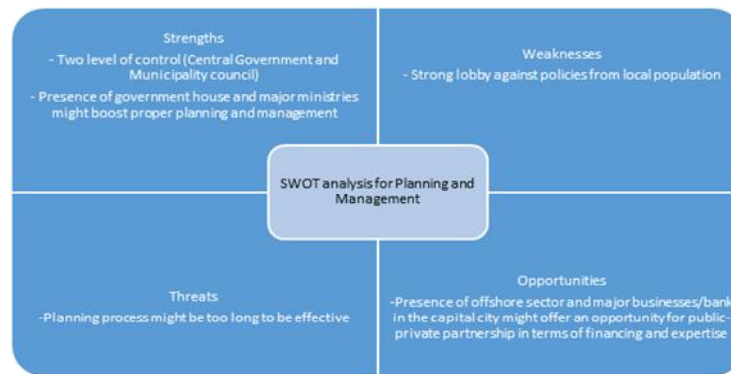 Strengths
- Two level of control (Central Government and
Municipality council)
- Presence of government house and major ministries
might boost proper planning and management
Weaknesses
- Strong lobby against policies from local population
SWOT analysis for Planning and
Management
Threats
-Planning process might be too long to be effective
Opportunities
-Presence of offshore sector and major businesses/bank
in the capital city might offer an opportunity for public-
private partnership in terms of financing and expertise